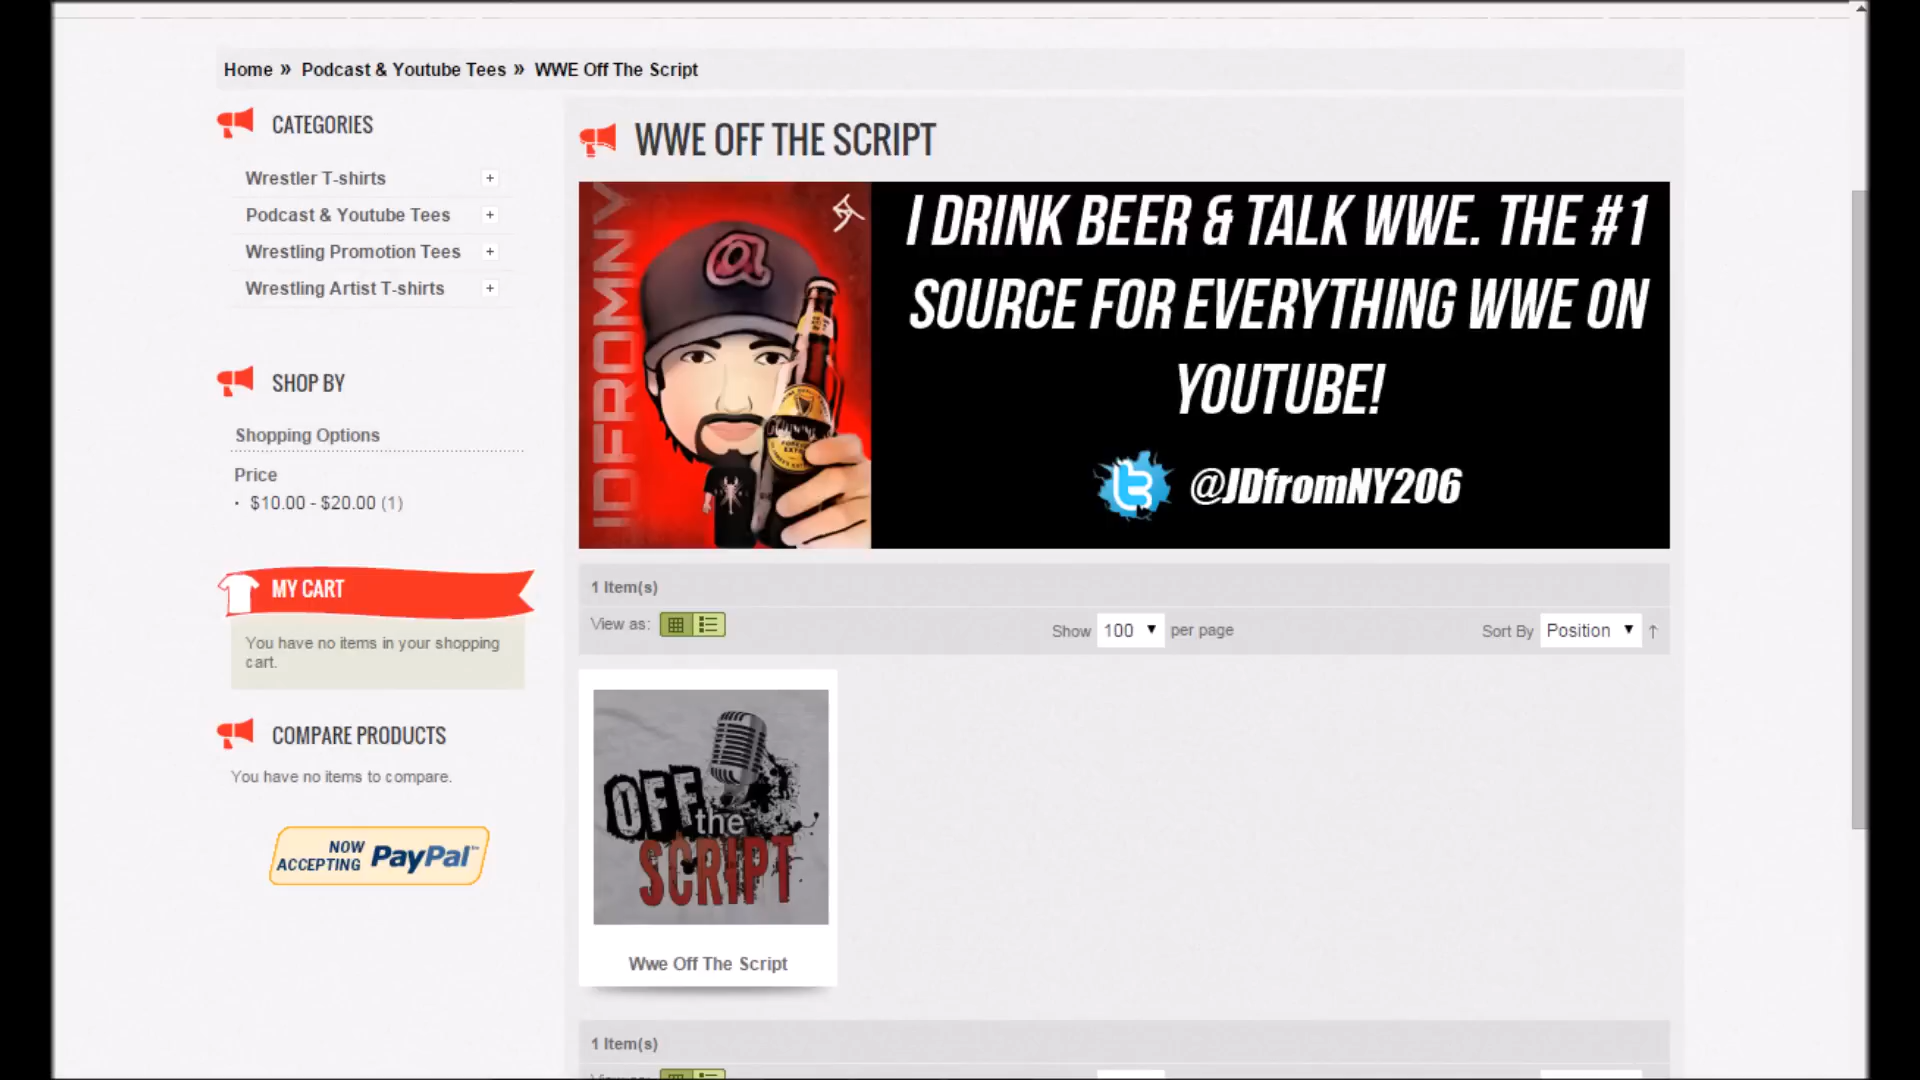 Home » Podcast & Youtube Tees » WWE Off The Script
CATEGORIES
Wrestler T-shirts +
Podcast & Youtube Tees +
Wrestling Promotion Tees +
Wrestling Artist T-shirts +
SHOP BY
Shopping Options
Price
· $10.00 - $20.00 (1)
MY CART
You have no items in your shopping
cart.
COMPARE PRODUCTS
You have no items to compare.
NOW
ACCEPTING PayPal™
WWE OFF THE SCRIPT
JDFROMNY
a
I DRINK BEER & TALK WWE. THE #1
SOURCE FOR EVERYTHING WWE ON
YOUTUBE!
@JDfromNY206
1 Item(s)
View as:
Show 100 per page
Sort By Position
OFF
the
SCRIPT
Wwe Off The Script
1 Item(s)